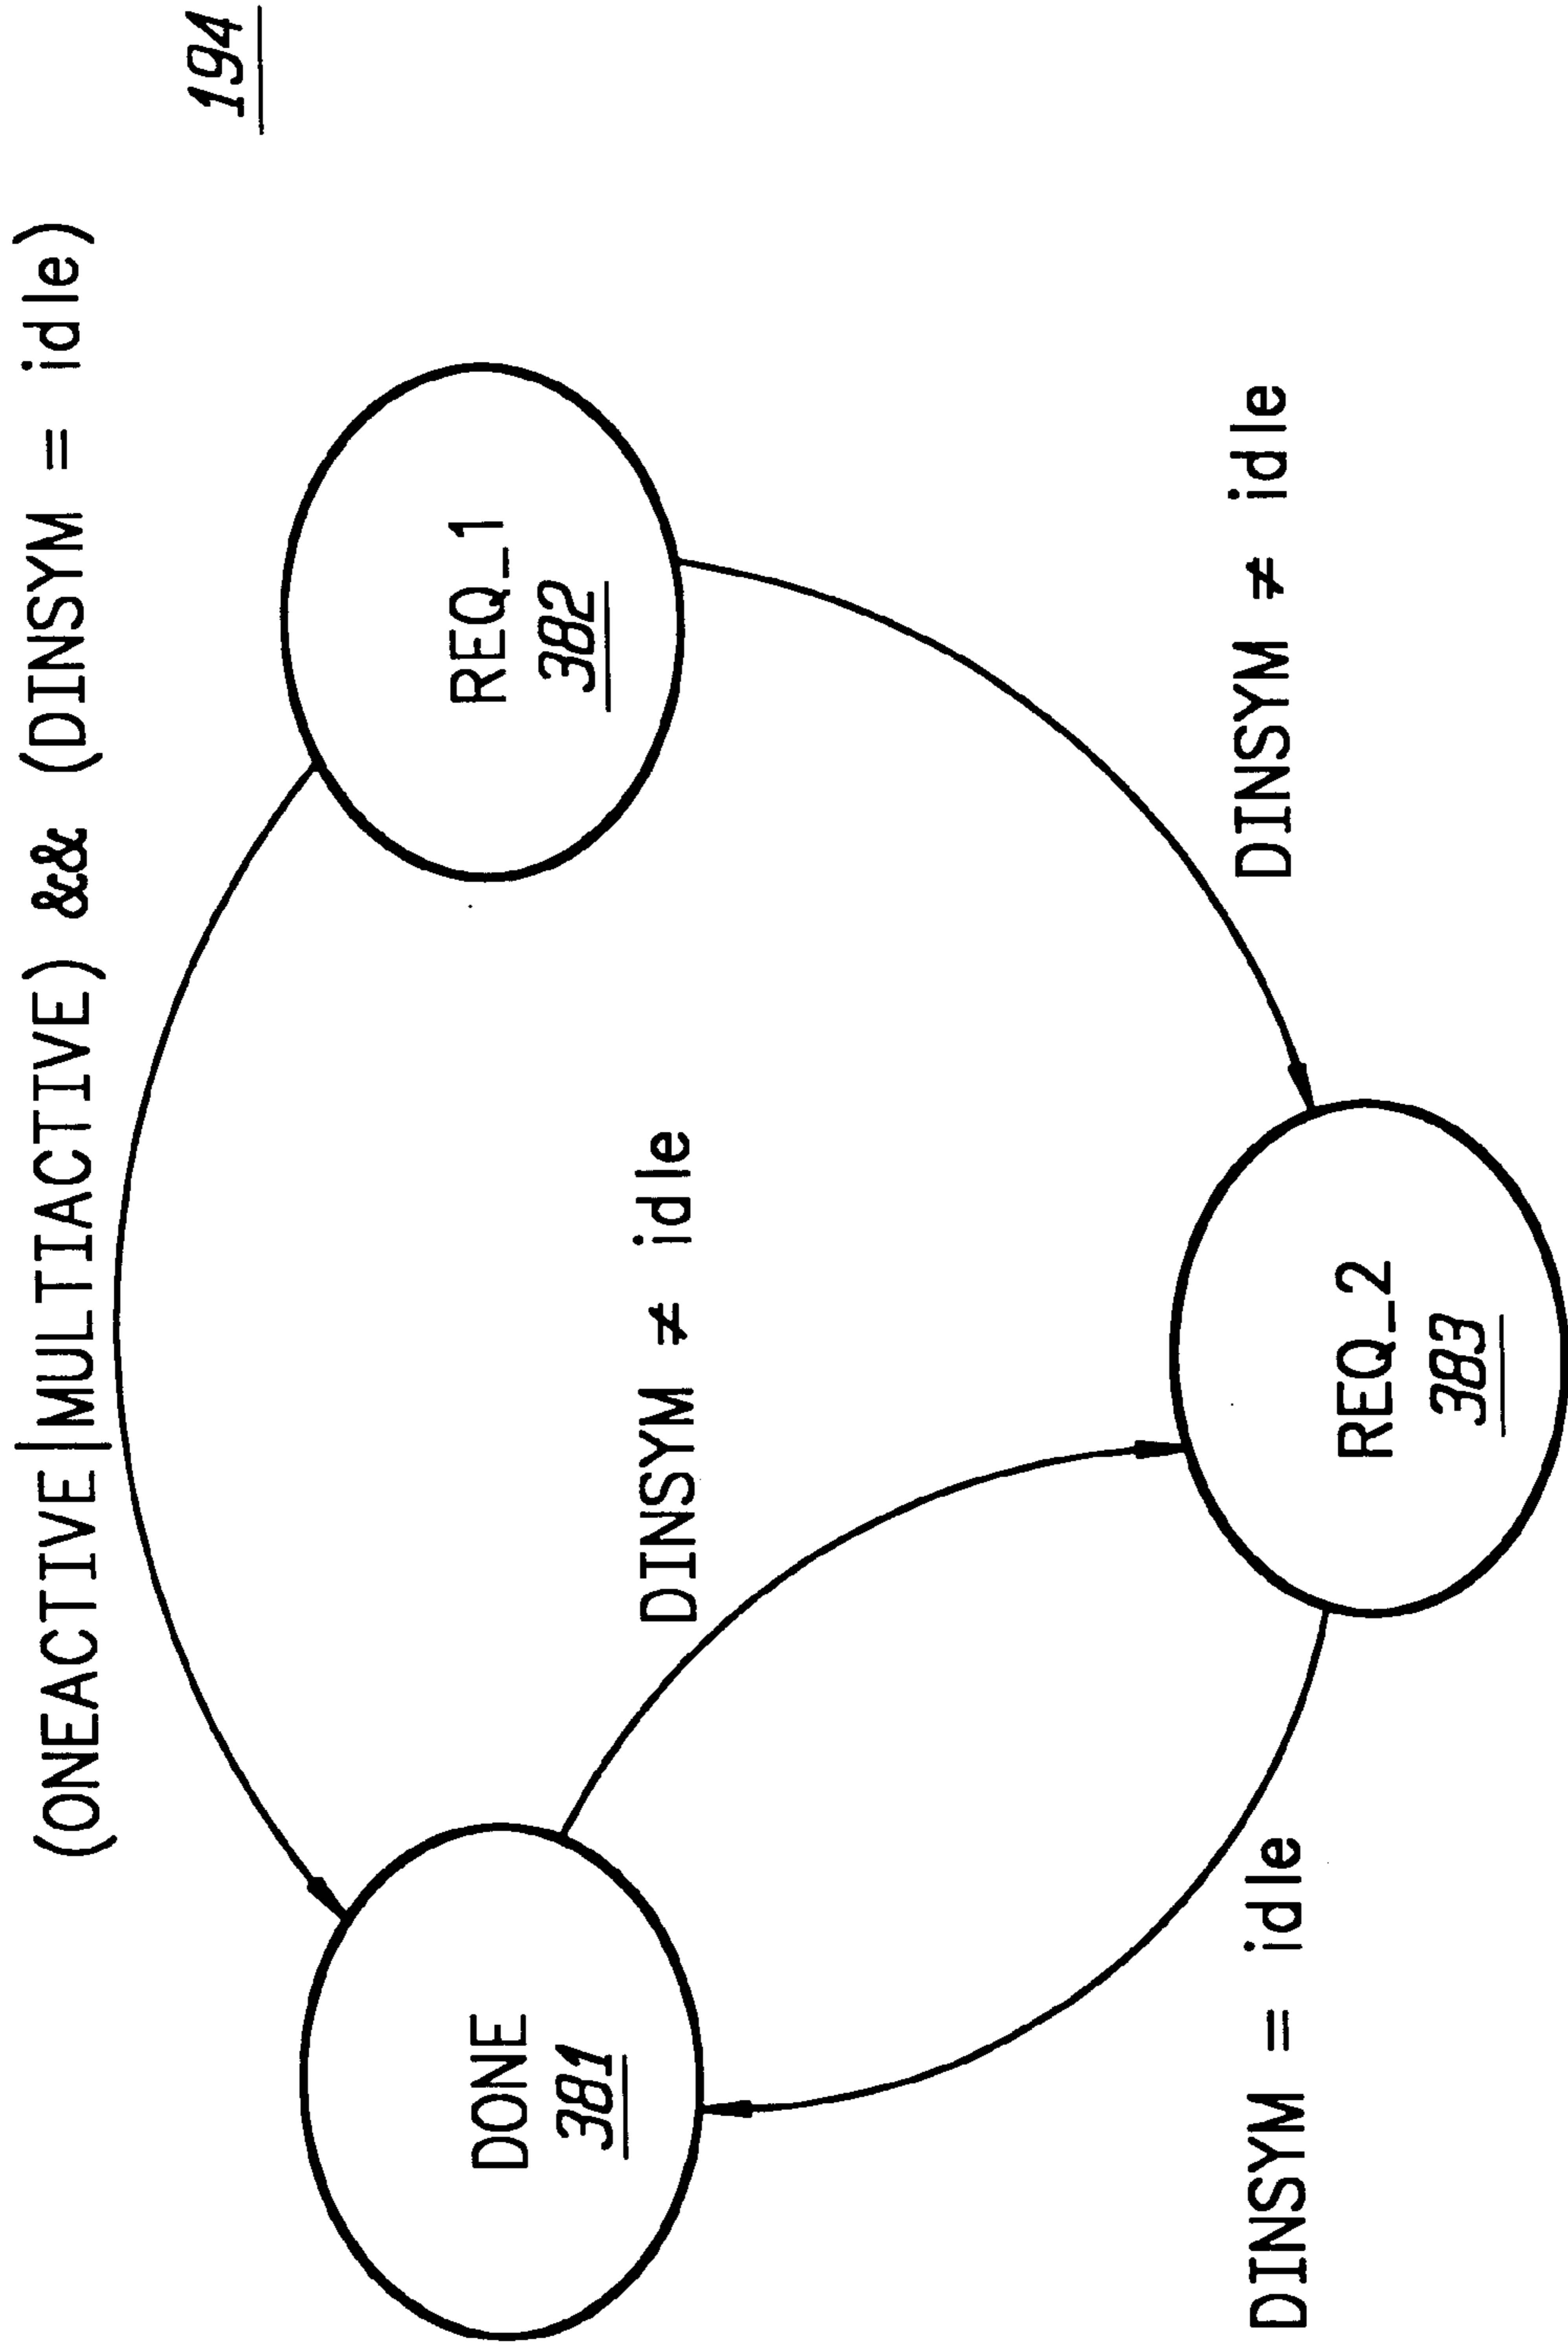 194
(ONEACTIVE|MULTIACTIVE) && (DINSYM = idle)
DONE
381
REQ_1
382
DINSYM ≠ idle
REQ_2
383
DINSYM = idle
DINSYM ≠ idle